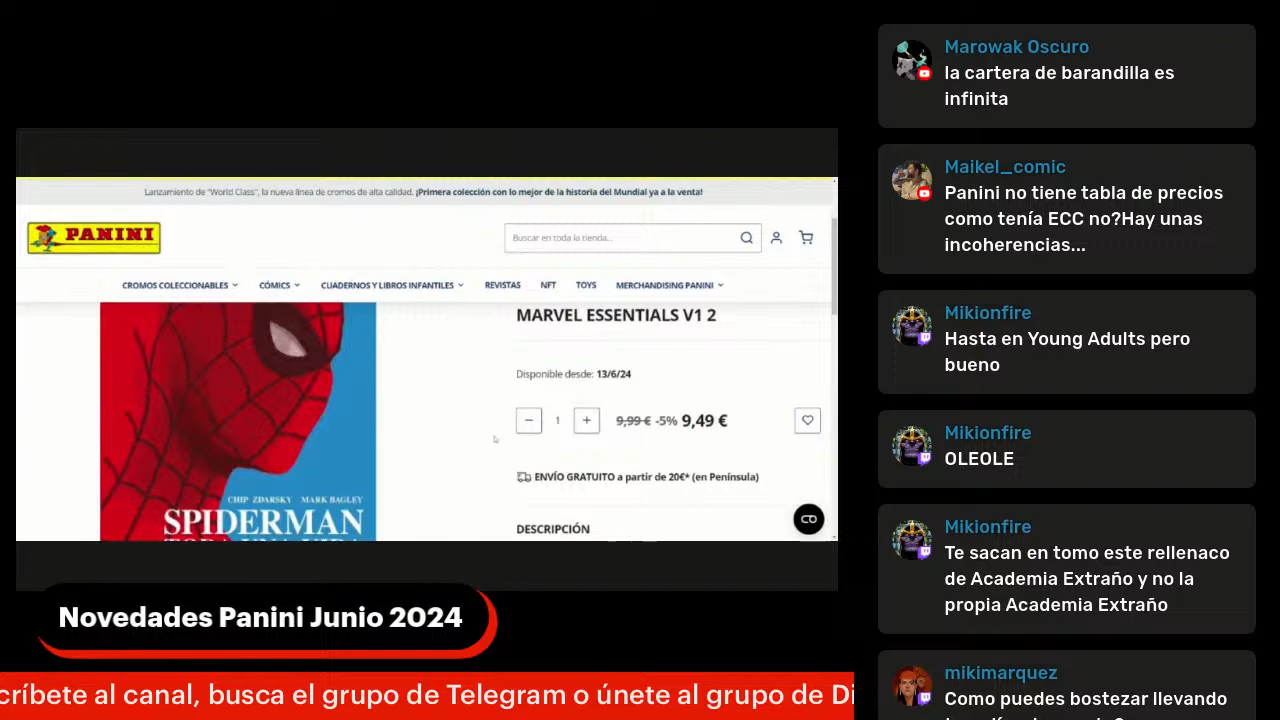 Lanzamiento de "World Class", la nueva línea de cromos de alta calidad. ¡Primera colección con lo mejor de la historia del Mundial ya a la venta!
PANINI
Buscar en toda la tienda...
CROMOS COLECCIONABLES CÓMICS CUADERNOS Y LIBROS INFANTILES REVISTAS NFT TOYS MERCHANDISING PANINI
MARVEL ESSENTIALS V1 2
Disponible desde: 13/6/24
− 1 + 9,99 € -5% 9,49 €
ENVÍO GRATUITO a partir de 20€* (en Península)
DESCRIPCIÓN
CHIP ZDARSKY MARK BAGLEY
SPIDERMAN
TODA UNA VIDA
Novedades Panini Junio 2024
críbete al canal, busca el grupo de Telegram o únete al grupo de Di
Marowak Oscuro
la cartera de barandilla es
infinita
Maikel_comic
Panini no tiene tabla de precios
como tenía ECC no?Hay unas
incoherencias...
Mikionfire
Hasta en Young Adults pero
bueno
Mikionfire
OLEOLE
Mikionfire
Te sacan en tomo este rellenaco
de Academia Extraño y no la
propia Academia Extraño
mikimarquez
Como puedes bostezar llevando